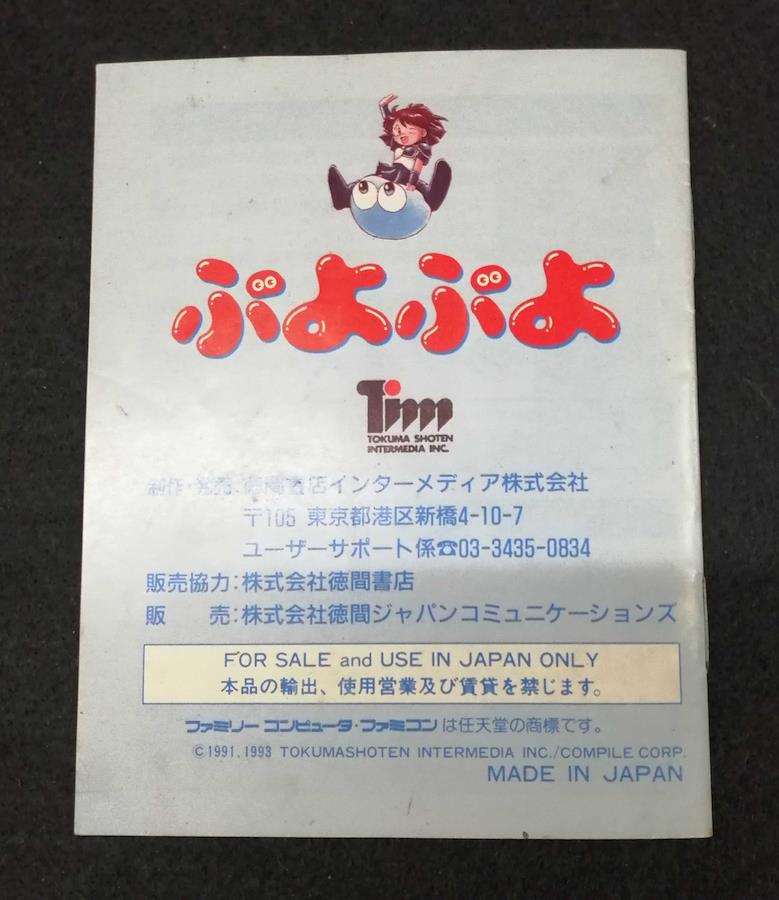 ぷよぷよ
Tim
TOKUMA SHOTEN
INTERMEDIA INC.
制作・発売:徳間書店インターメディア株式会社
〒105 東京都港区新橋4-10-7
ユーザーサポート係☎03-3435-0834
販売協力:株式会社徳間書店
販　　売:株式会社徳間ジャパンコミュニケーションズ
FOR SALE and USE IN JAPAN ONLY
本品の輸出、使用営業及び賃貸を禁じます。
ファミリーコンピュータ・ファミコンは任天堂の商標です。
©1991,1993 TOKUMASHOTEN INTERMEDIA INC./COMPILE CORP.
MADE IN JAPAN